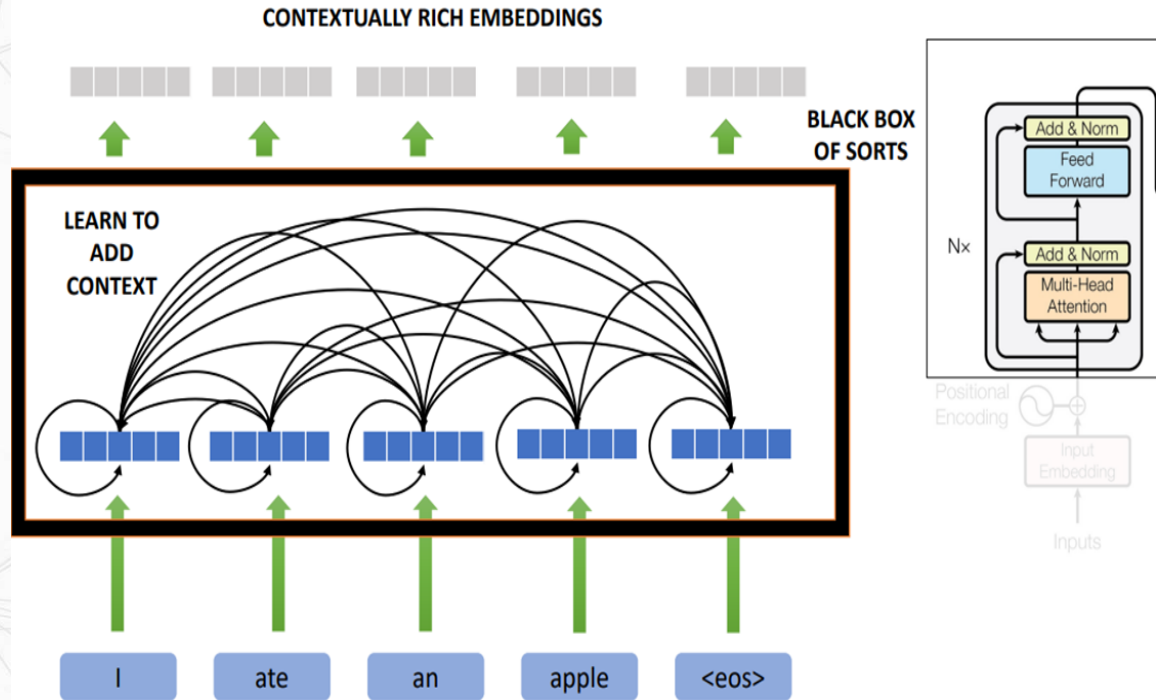 CONTEXTUALLY RICH EMBEDDINGS
BLACK BOX
OF SORTS
LEARN TO
ADD
CONTEXT
I
ate
an
apple
<eos>
Add & Norm
Feed
Forward
Nx
Add & Norm
Multi-Head
Attention
Positional
Encoding
Input
Embedding
Inputs